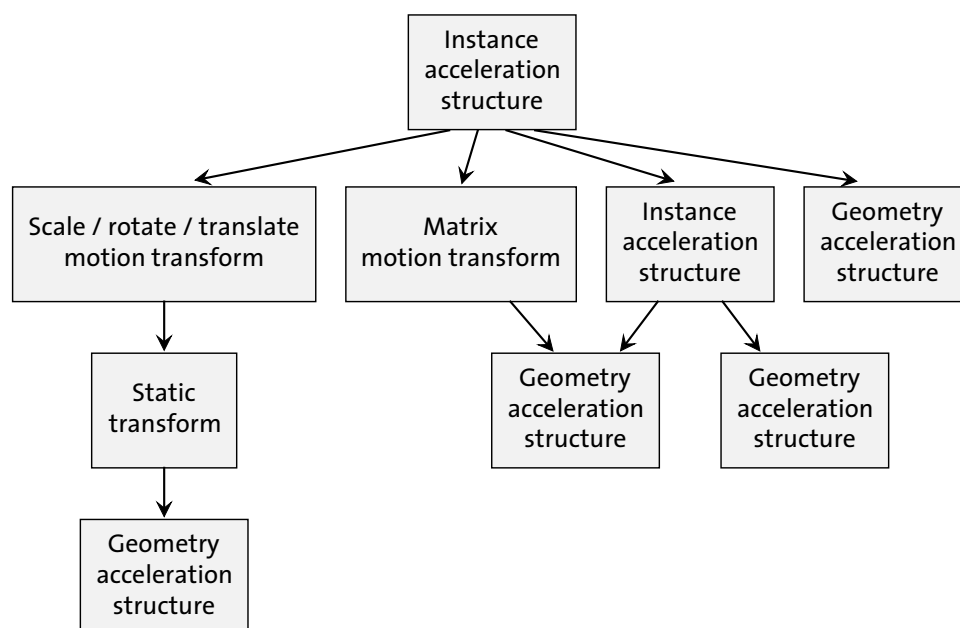 Instance
acceleration
structure
Scale / rotate / translate
motion transform
Matrix
motion transform
Instance
acceleration
structure
Geometry
acceleration
structure
Static
transform
Geometry
acceleration
structure
Geometry
acceleration
structure
Geometry
acceleration
structure